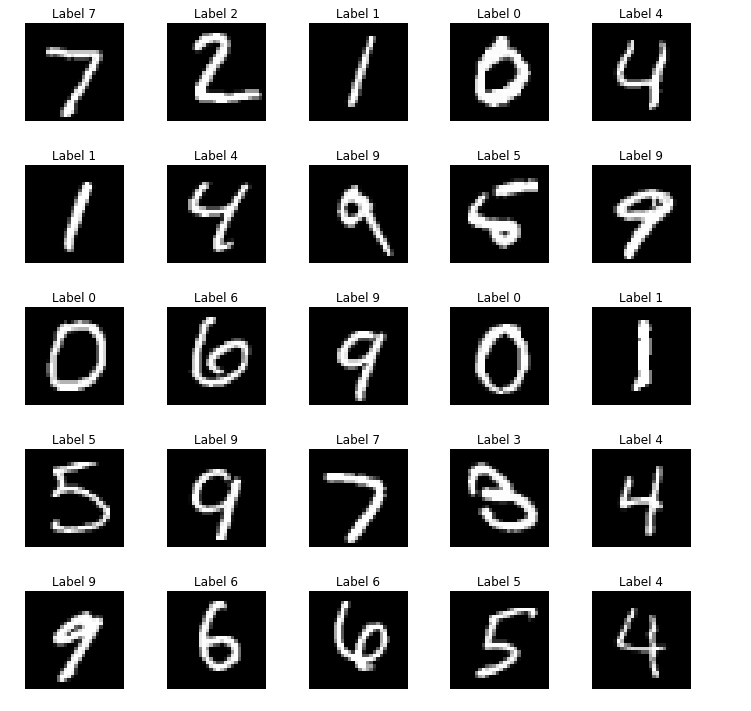 Label 7 Label 2 Label 1 Label 0 Label 4
7 2 1 0 4
Label 1 Label 4 Label 9 Label 5 Label 9
1 4 9 5 9
Label 0 Label 6 Label 9 Label 0 Label 1
0 6 9 0 1
Label 5 Label 9 Label 7 Label 3 Label 4
5 9 7 3 4
Label 9 Label 6 Label 6 Label 5 Label 4
9 6 6 5 4